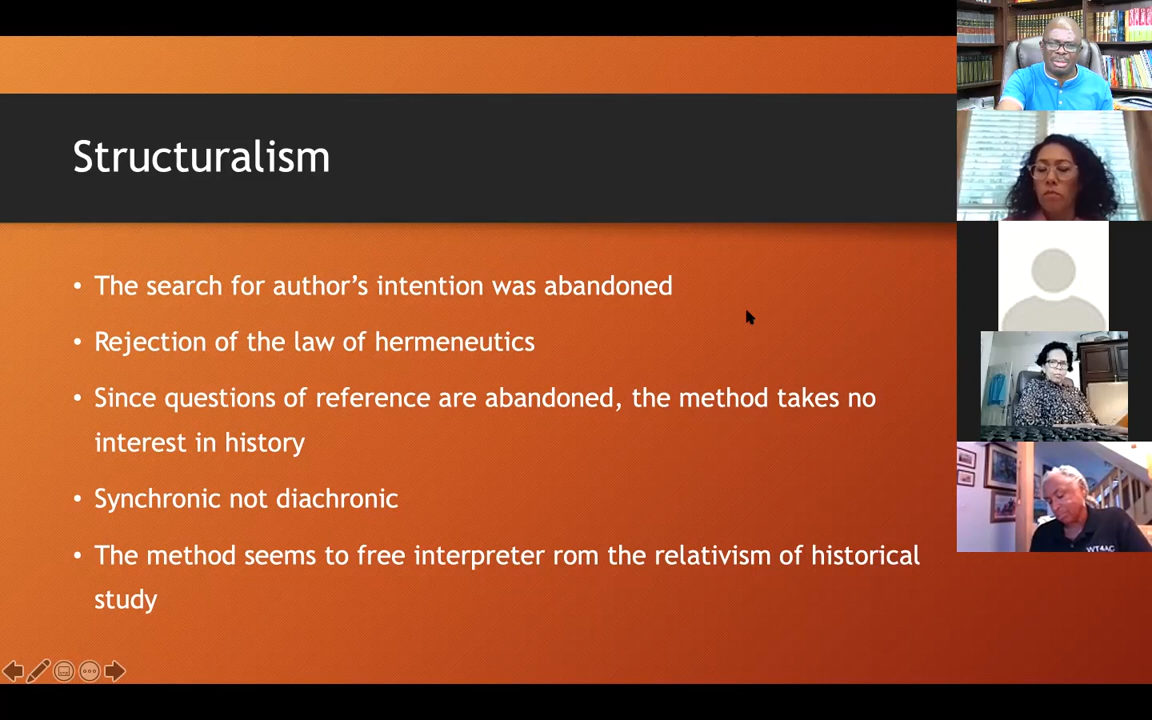 Structuralism
• The search for author’s intention was abandoned
• Rejection of the law of hermeneutics
• Since questions of reference are abandoned, the method takes no
interest in history
• Synchronic not diachronic
• The method seems to free interpreter rom the relativism of historical
study